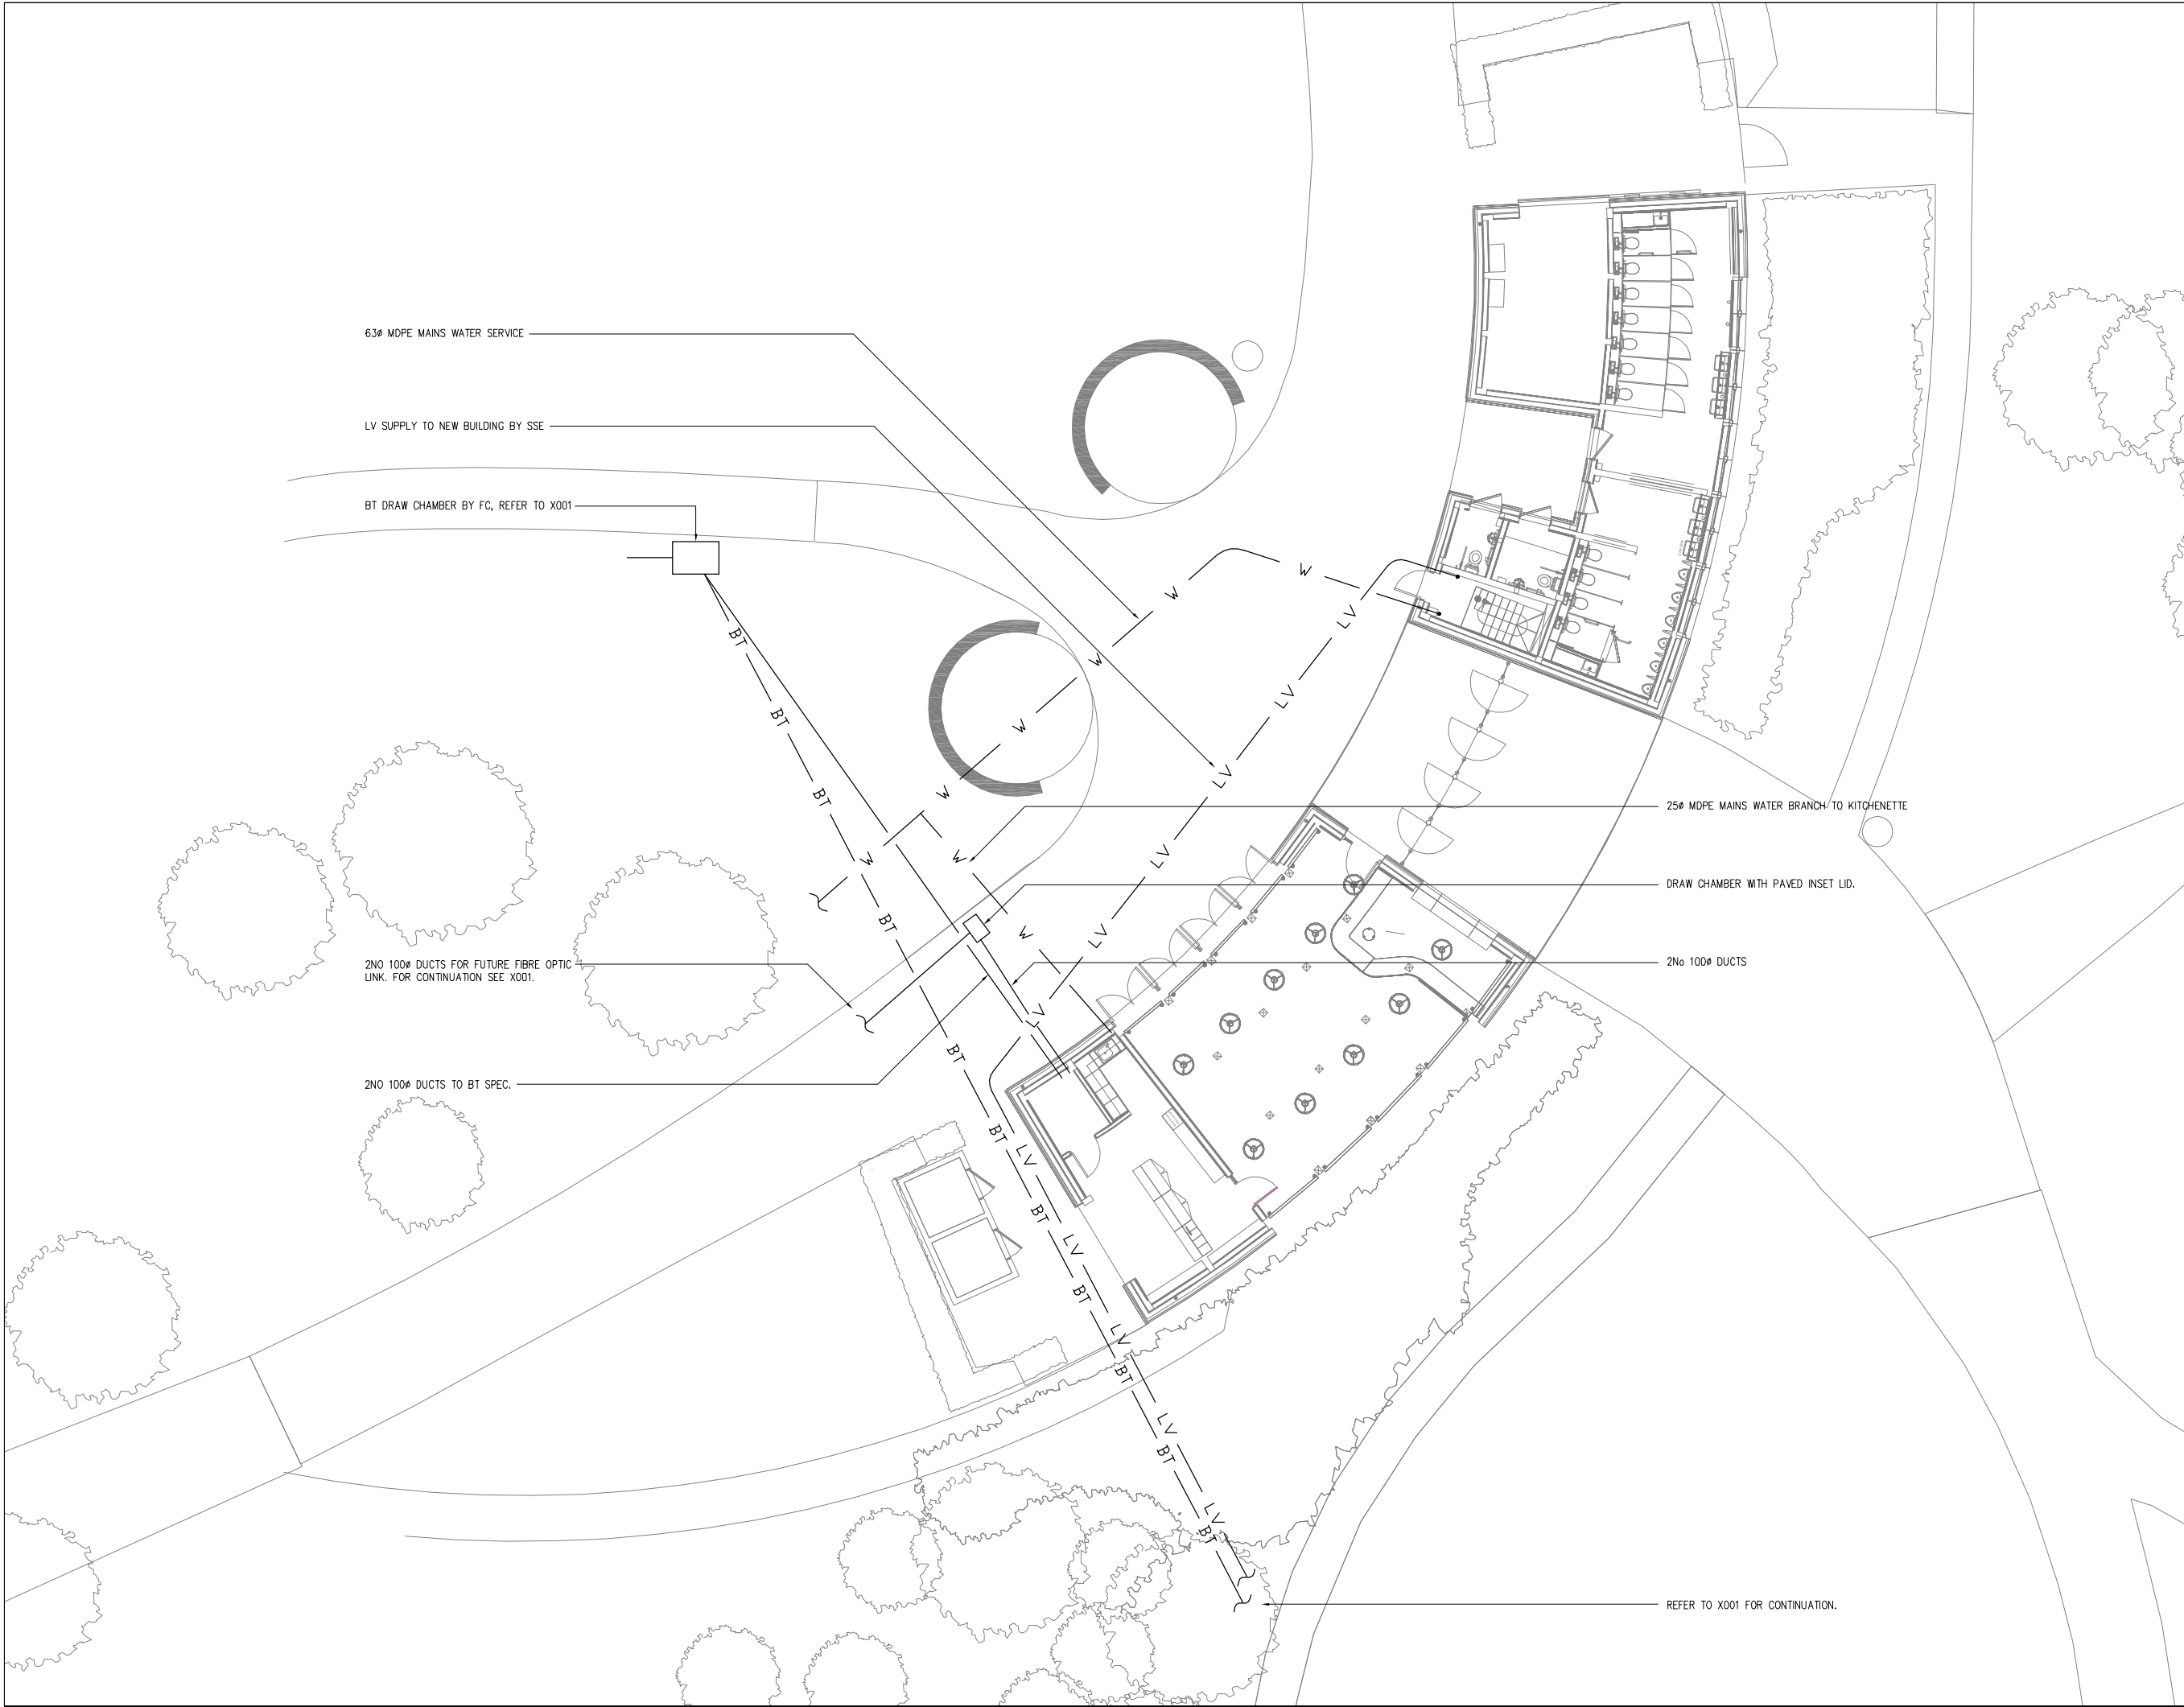 63ø MDPE MAINS WATER SERVICE
LV SUPPLY TO NEW BUILDING BY SSE
BT DRAW CHAMBER BY FC, REFER TO X001
W
W
W
W
W
W
W
W
LV
LV
LV
LV
LV
LV
LV
LV
LV
LV
LV
BT
BT
BT
BT
BT
BT
BT
BT
BT
BT
BT
25ø MDPE MAINS WATER BRANCH TO KITCHENETTE
DRAW CHAMBER WITH PAVED INSET LID.
2NO 100ø DUCTS FOR FUTURE FIBRE OPTIC
LINK. FOR CONTINUATION SEE X001.
2No 100ø DUCTS
2NO 100ø DUCTS TO BT SPEC.
REFER TO X001 FOR CONTINUATION.